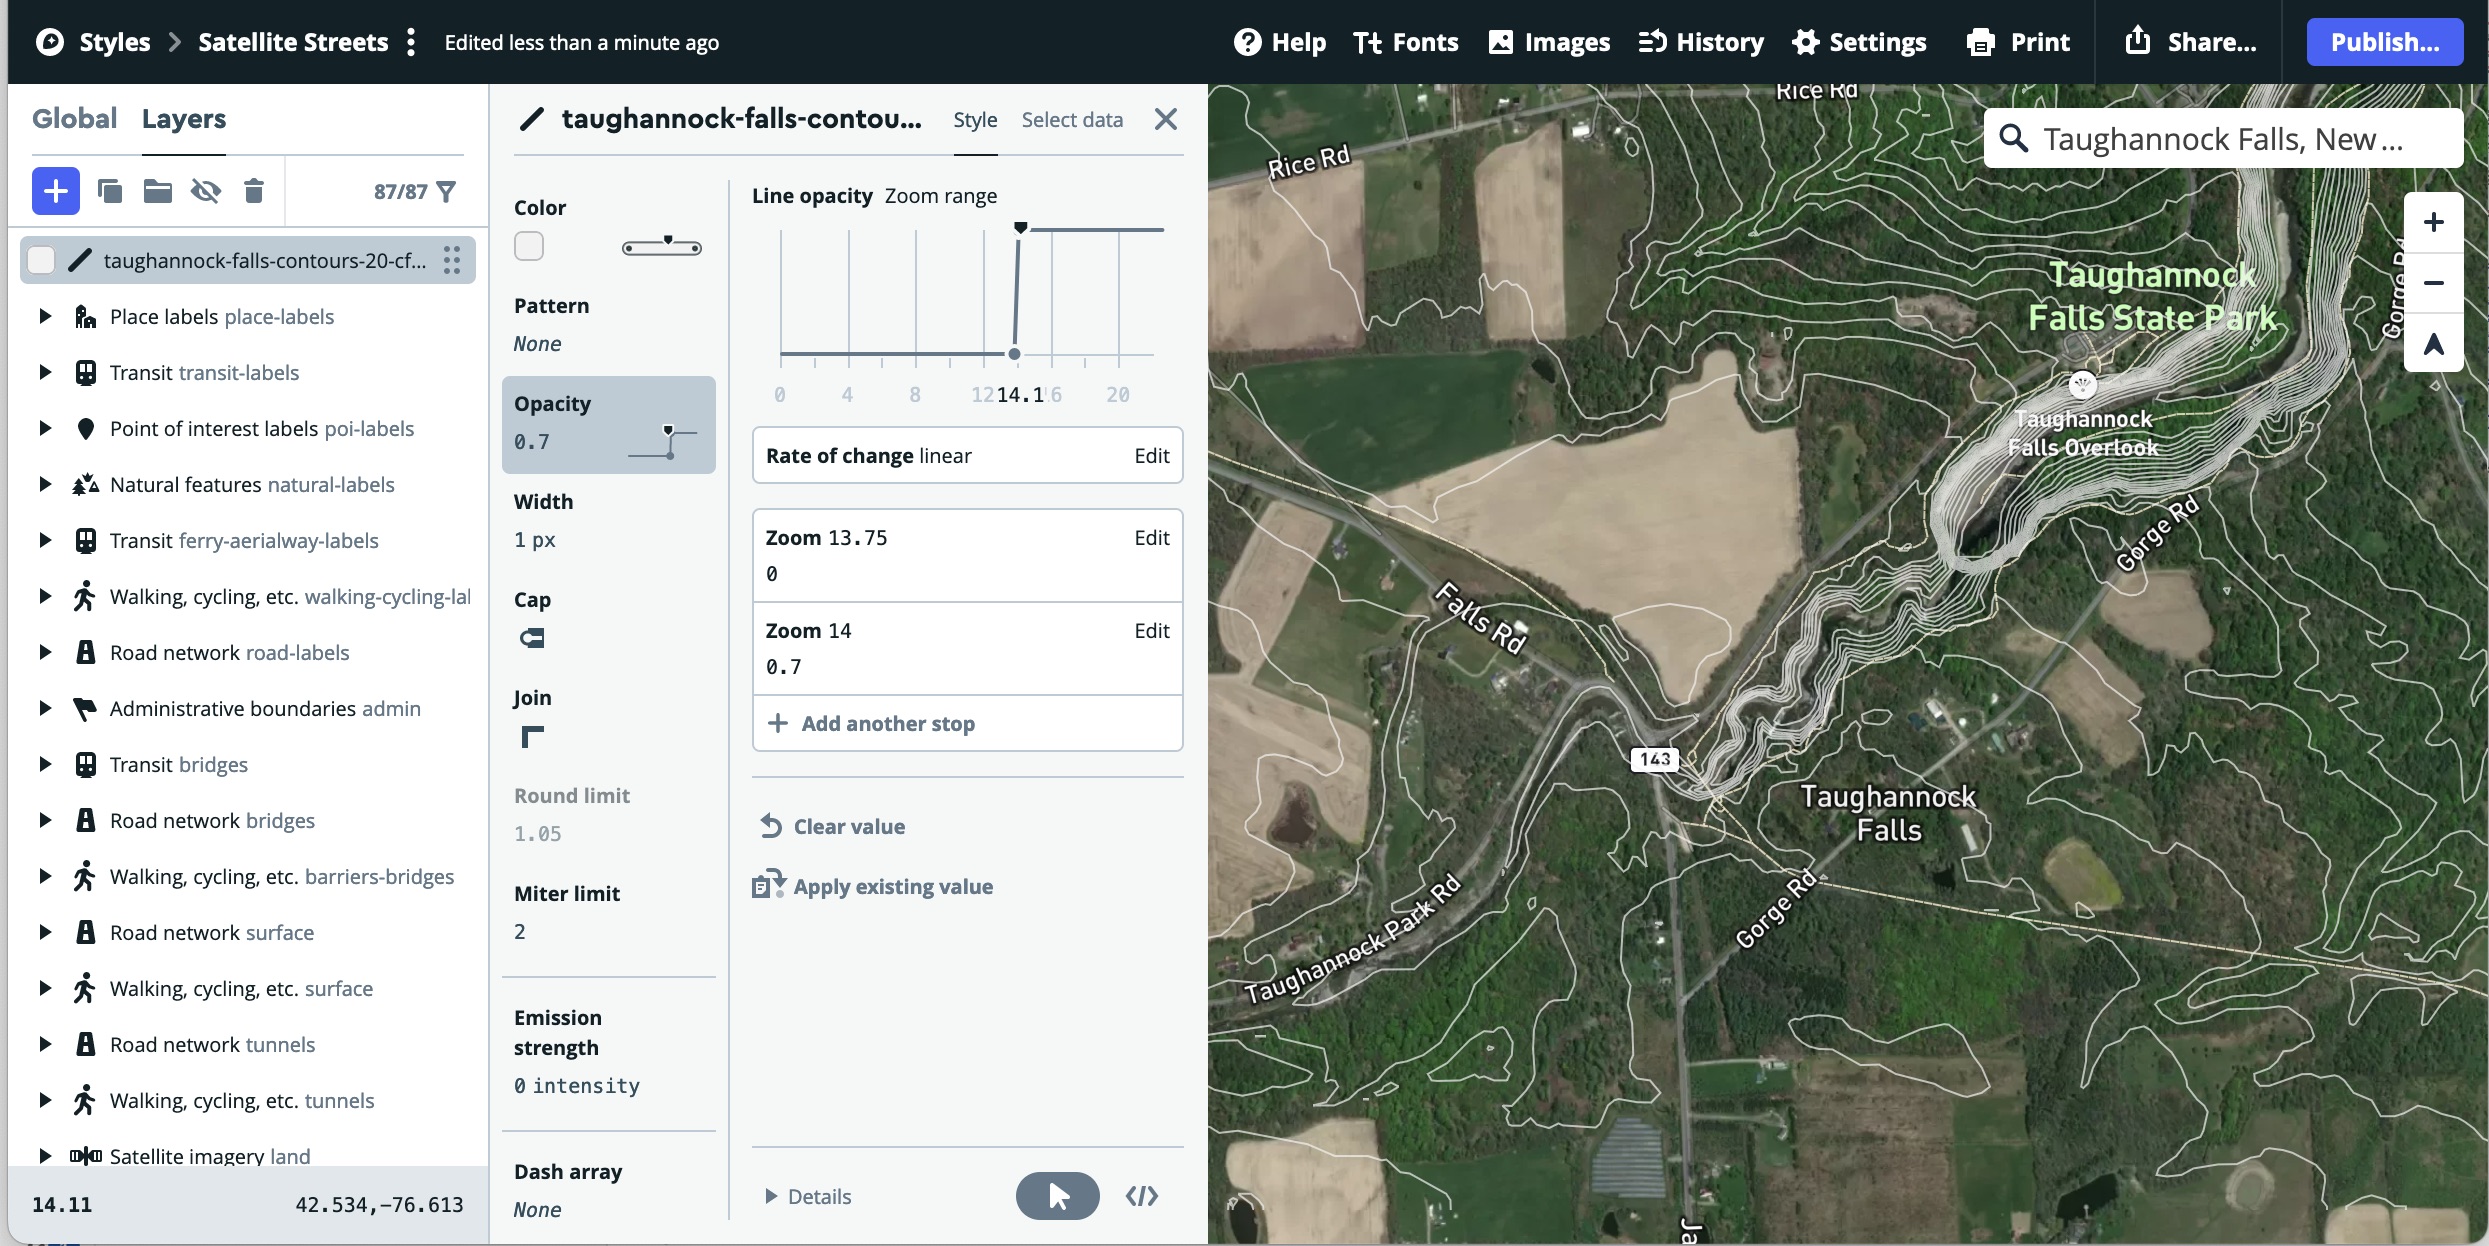 Styles
Satellite Streets
Edited less than a minute ago
Help
Fonts
Images
History
Settings
Print
Share...
Publish...
Global
Layers
87/87
taughannock-falls-contours-20-cf...
Place labels place-labels
Transit transit-labels
Point of interest labels poi-labels
Natural features natural-labels
Transit ferry-aerialway-labels
Walking, cycling, etc. walking-cycling-lal
Road network road-labels
Administrative boundaries admin
Transit bridges
Road network bridges
Walking, cycling, etc. barriers-bridges
Road network surface
Walking, cycling, etc. surface
Road network tunnels
Walking, cycling, etc. tunnels
Satellite imagery land
14.11
42.534,-76.613
taughannock-falls-contou...
Style
Select data
Color
Pattern
None
Opacity
0.7
Width
1 px
Cap
Join
Round limit
1.05
Miter limit
2
Emission
strength
0 intensity
Dash array
None
Line opacity Zoom range
0 4 8 12 14.1 16 20
Rate of change linear
Edit
Zoom 13.75
Edit
0
Zoom 14
Edit
0.7
Add another stop
Clear value
Apply existing value
Details
</>
Rice Rd
Rice Rd
Taughannock Falls, New ...
Taughannock
Falls State Park
Gorge Rd
Taughannock
Falls Overlook
Gorge Rd
Falls Rd
143
Taughannock
Falls
Taughannock Park Rd
Gorge Rd
Ja